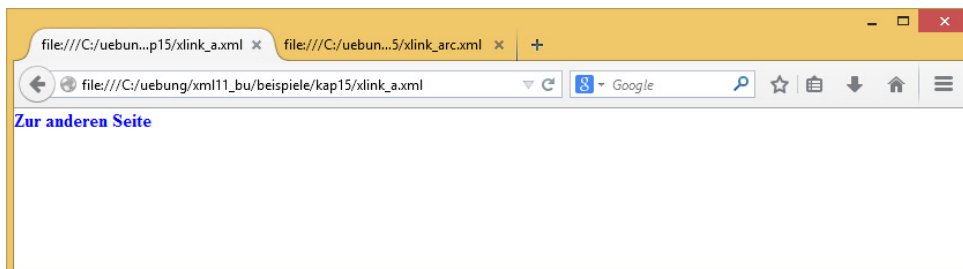 file:///C:/uebun...p15/xlink_a.xml
file:///C:/uebun...5/xlink_arc.xml
file:///C:/uebung/xml11_bu/beispiele/kap15/xlink_a.xml
8
Google
Zur anderen Seite